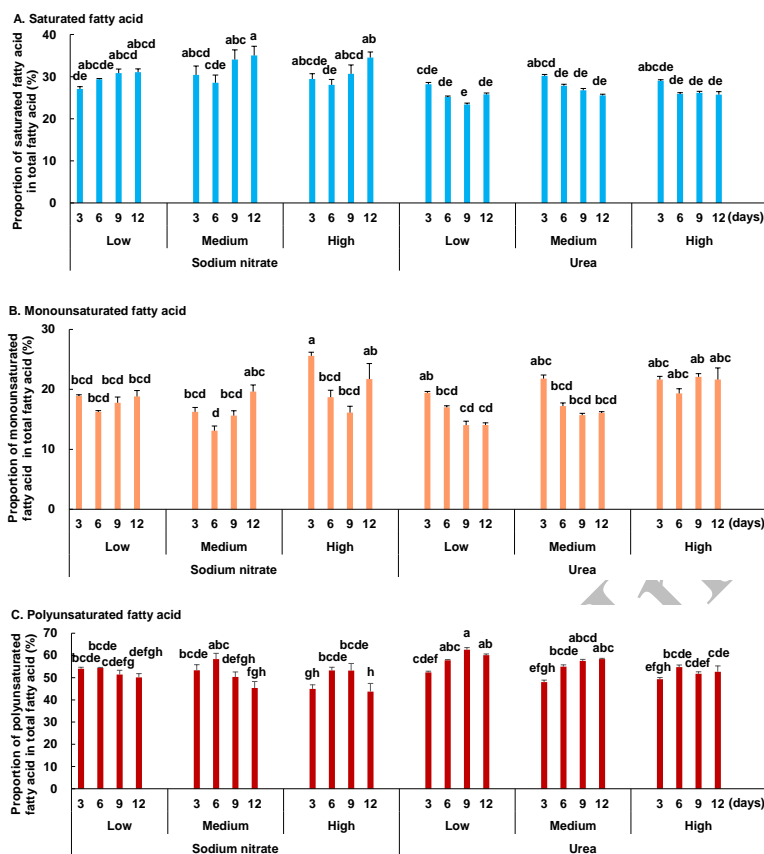 A. Saturated fatty acid
Proportion of saturated fatty acid
in total fatty acid (%)
40
30
20
10
0
de abcde abcd abcd
abcd cde abc a
abcde de abcd ab
cde de e de
abcd de de de
abcde de de de
3 6 9 12 3 6 9 12 3 6 9 12 3 6 9 12 3 6 9 12 3 6 9 12 (days)
Low Medium High Low Medium High
Sodium nitrate Urea
B. Monounsaturated fatty acid
Proportion of monounsaturated
fatty acid in total fatty acid (%)
30
20
10
0
bcd bcd bcd bcd
bcd d bcd abc
a bcd bcd ab
ab bcd cd cd
abc bcd bcd bcd
abc abc ab abc
3 6 9 12 3 6 9 12 3 6 9 12 3 6 9 12 3 6 9 12 3 6 9 12 (days)
Low Medium High Low Medium High
Sodium nitrate Urea
C. Polyunsaturated fatty acid
Proportion of polyunsaturated
fatty acid in total fatty acid (%)
70
60
50
40
30
20
10
0
bcde bcde cdefg defgh
bcde abc defgh fgh
gh bcde bcde h
cdef abc a ab
efgh bcde abcd abc
efgh bcde cdef cde
3 6 9 12 3 6 9 12 3 6 9 12 3 6 9 12 3 6 9 12 3 6 9 12 (days)
Low Medium High Low Medium High
Sodium nitrate Urea